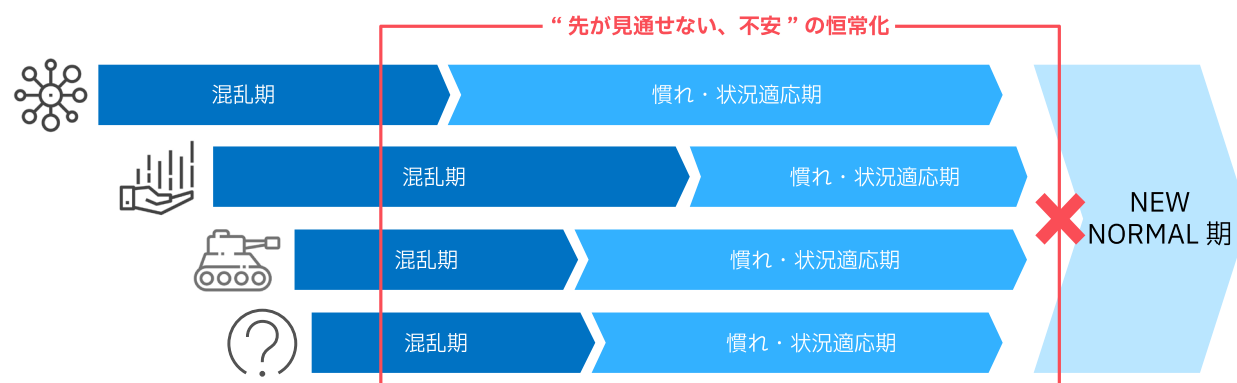 “ 先が見通せない、不安 ” の恒常化
混乱期
慣れ・状況適応期
混乱期
慣れ・状況適応期
混乱期
慣れ・状況適応期
混乱期
慣れ・状況適応期
NEW
NORMAL 期